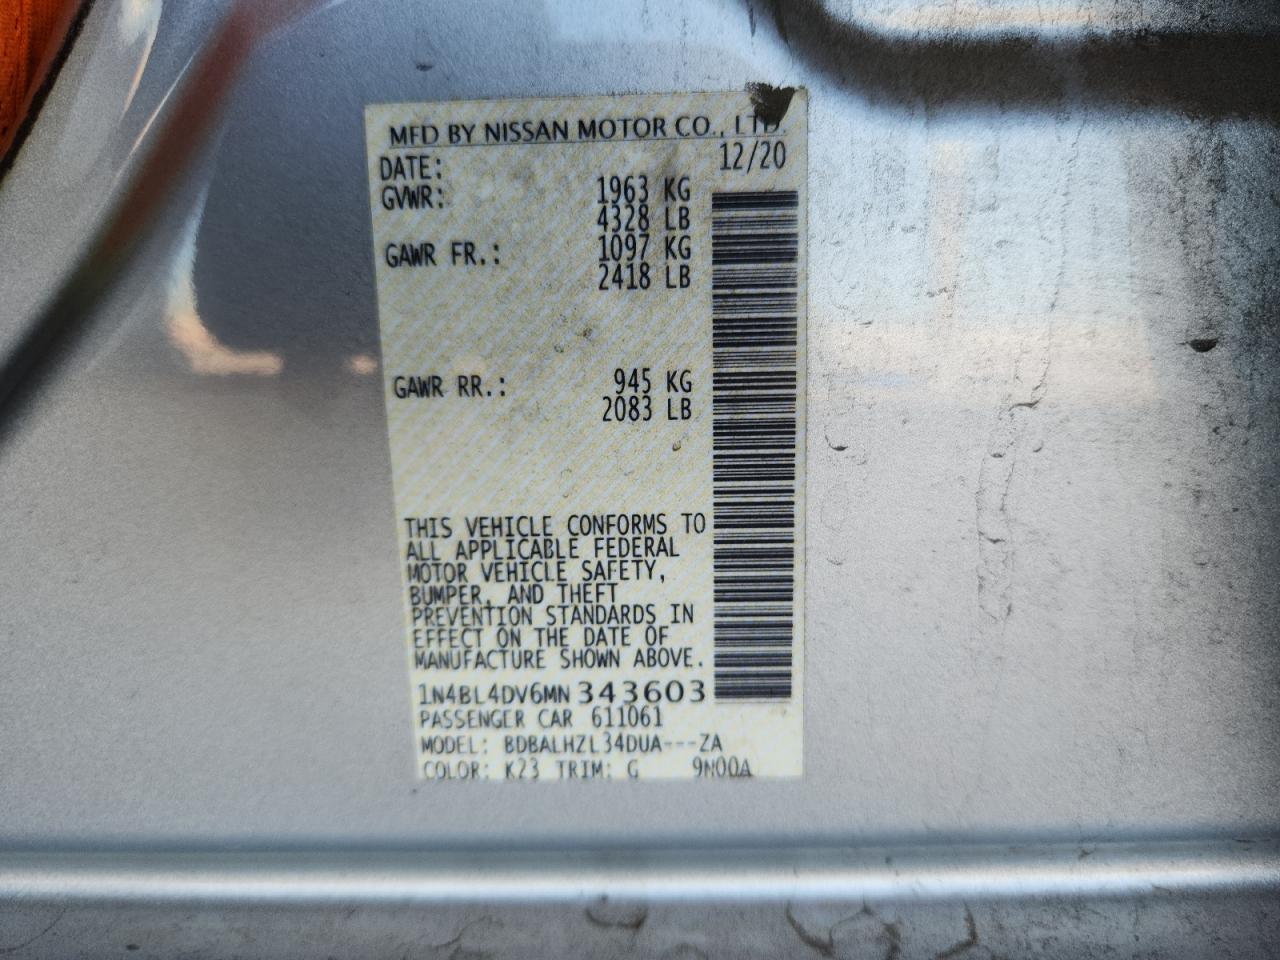 MFD BY NISSAN MOTOR CO., LTD.
DATE: 12/20
GVWR: 1963 KG
4328 LB
GAWR FR.: 1097 KG
2418 LB
GAWR RR.: 945 KG
2083 LB
THIS VEHICLE CONFORMS TO
ALL APPLICABLE FEDERAL
MOTOR VEHICLE SAFETY,
BUMPER, AND THEFT
PREVENTION STANDARDS IN
EFFECT ON THE DATE OF
MANUFACTURE SHOWN ABOVE.
1N4BL4DV6MN343603
PASSENGER CAR 611061
MODEL: BDBALHZL34DUA---ZA
COLOR: K23 TRIM: G 9N00A